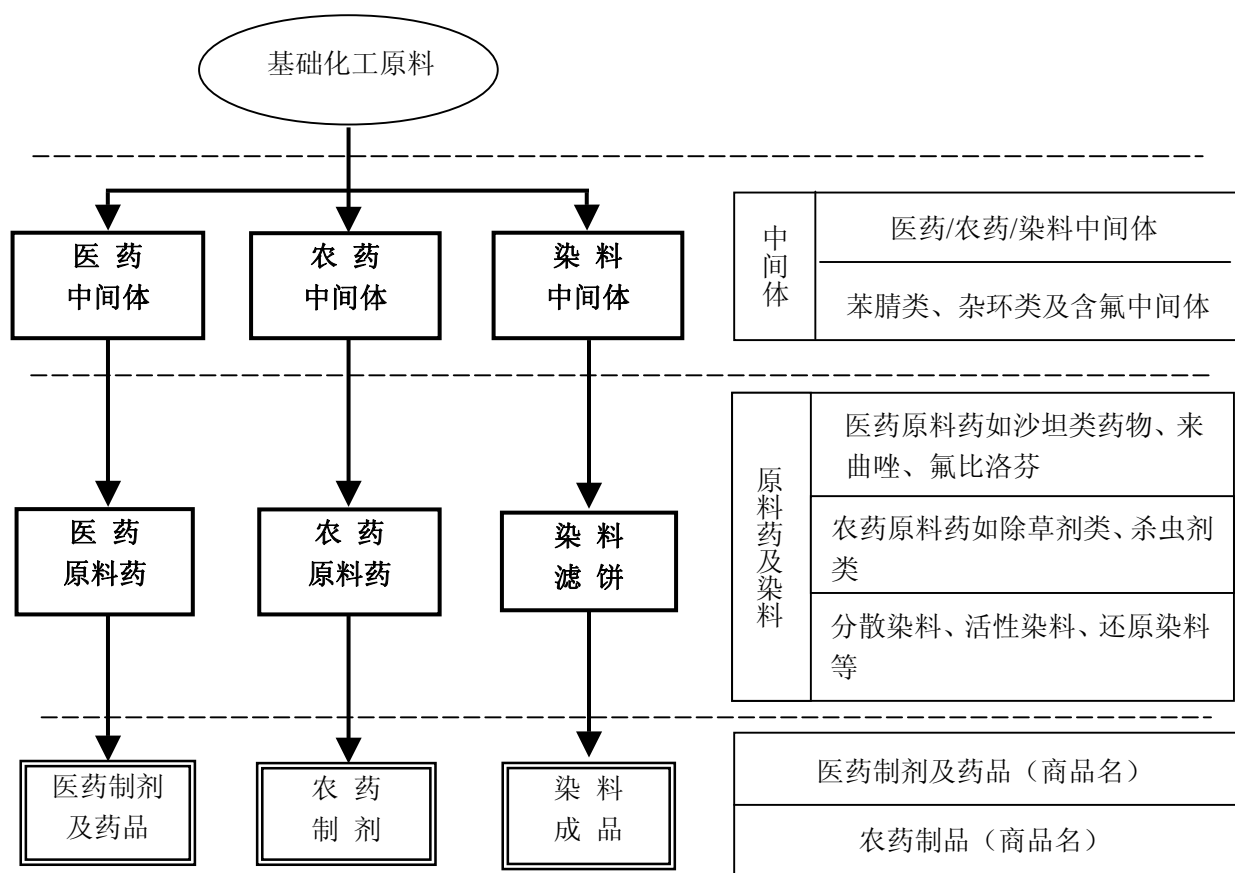 基础化工原料
医 药
中间体
农 药
中间体
染 料
中间体
中间体
医药/农药/染料中间体
苯腈类、杂环类及含氟中间体
医 药
原料药
农 药
原料药
染 料
滤 饼
原料药及染料
医药原料药如沙坦类药物、来
曲唑、氟比洛芬
农药原料药如除草剂类、杀虫剂
类
分散染料、活性染料、还原染料
等
医药制剂
及药品
农 药
制 剂
染 料
成 品
医药制剂及药品（商品名）
农药制品（商品名）